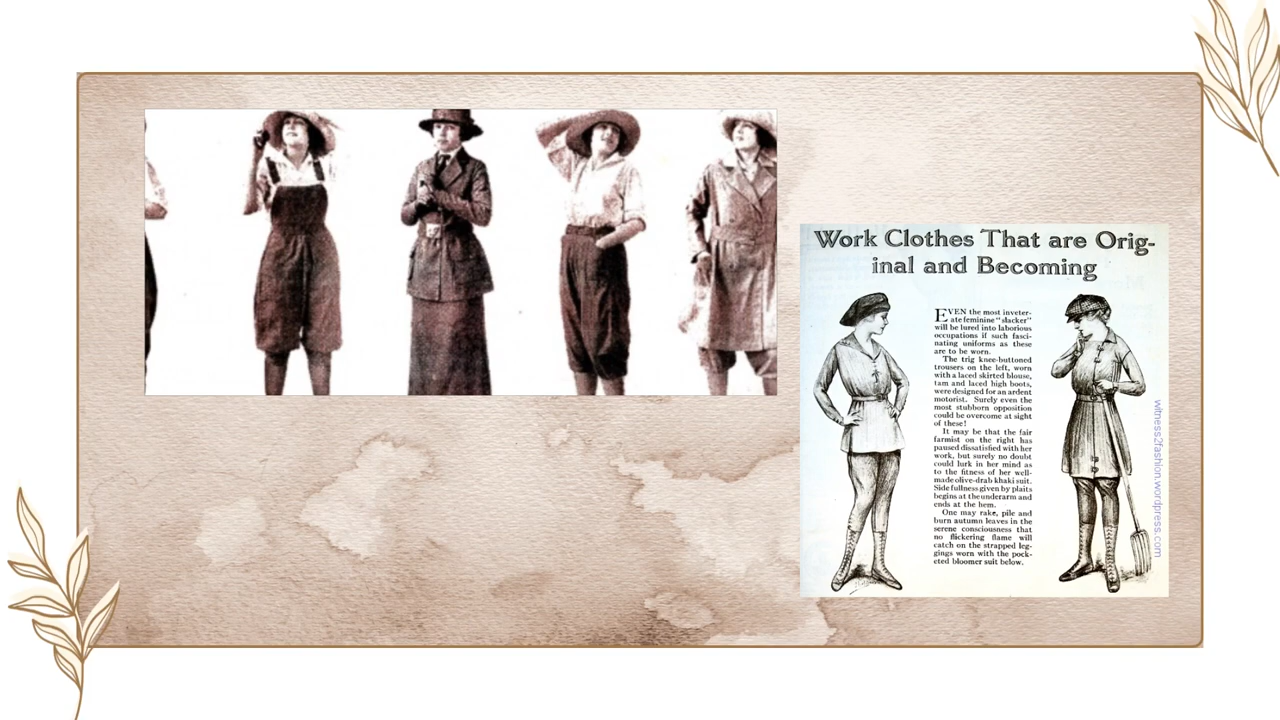 Work Clothes That are Orig-
inal and Becoming
EVEN the most inveter-
ate feminine "slacker"
will be lured into laborious
occupations if such fasci-
nating uniforms as these
are to be worn.
The trig knee-buttoned
trousers on the left, worn
with a laced skirted blouse,
tam and laced high boots,
were designed for an ardent
motorist. Surely even the
most stubborn opposition
could be overcome at sight
of these!
It may be that the fair
farmist on the right has
paused dissatisfied with her
work, but surely no doubt
could lurk in her mind as
to the fitness of her well-
made olive-drab khaki suit.
Side fullness given by plaits
begins at the underarm and
ends at the hem.
One may rake, pile and
burn autumn leaves in the
serene consciousness that
no flickering flame will
catch on the strapped leg-
gings worn with the pock-
eted bloomer suit below.
witness2fashion.wordpress.com